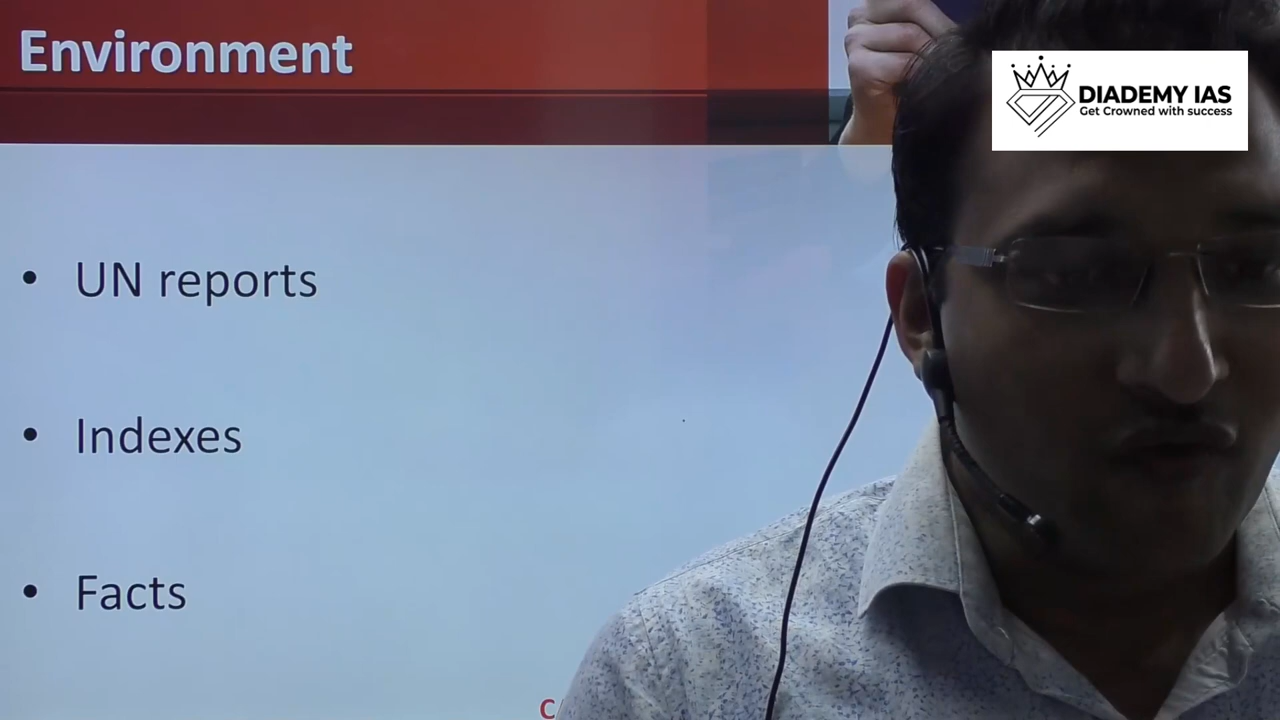 Environment
DIADEMY IAS
Get Crowned with success
• UN reports
• Indexes
• Facts